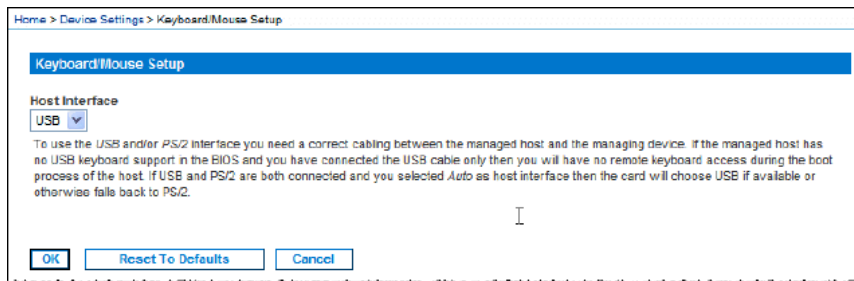 Home > Device Settings > Keyboard/Mouse Setup
Keyboard/Mouse Setup
Host Interface
USB
To use the USB and/or PS/2 interface you need a correct cabling between the managed host and the managing device. If the managed host has
no USB keyboard support in the BIOS and you have connected the USB cable only then you will have no remote keyboard access during the boot
process of the host. If USB and PS/2 are both connected and you selected Auto as host interface then the card will choose USB if available or
otherwise falls back to PS/2.
OK Reset To Defaults Cancel